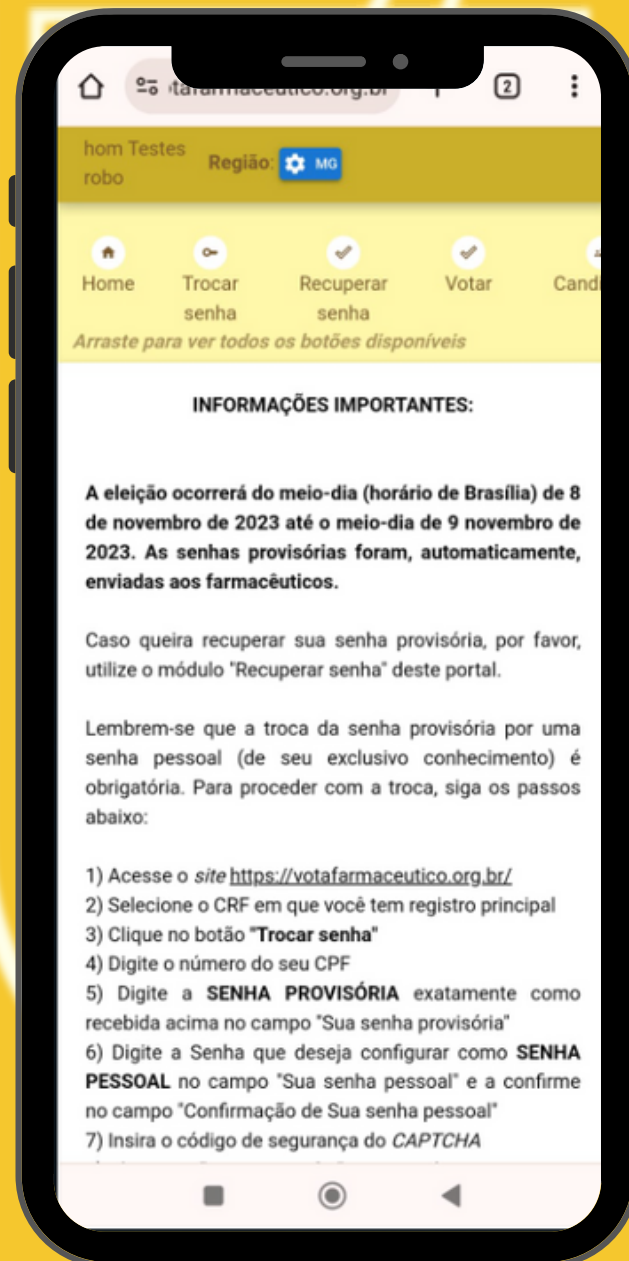 2
hom Testes
robo
Região: MG
Home Trocar senha Recuperar senha Votar
Arraste para ver todos os botões disponíveis
INFORMAÇÕES IMPORTANTES:
A eleição ocorrerá do meio-dia (horário de Brasília) de 8
de novembro de 2023 até o meio-dia de 9 novembro de
2023. As senhas provisórias foram, automaticamente,
enviadas aos farmacêuticos.
Caso queira recuperar sua senha provisória, por favor,
utilize o módulo "Recuperar senha" deste portal.
Lembrem-se que a troca da senha provisória por uma
senha pessoal (de seu exclusivo conhecimento) é
obrigatória. Para proceder com a troca, siga os passos
abaixo:
1) Acesse o site https://votafarmaceutico.org.br/
2) Selecione o CRF em que você tem registro principal
3) Clique no botão "Trocar senha"
4) Digite o número do seu CPF
5) Digite a SENHA PROVISÓRIA exatamente como
recebida acima no campo "Sua senha provisória"
6) Digite a Senha que deseja configurar como SENHA
PESSOAL no campo "Sua senha pessoal" e a confirme
no campo "Confirmação de Sua senha pessoal"
7) Insira o código de segurança do CAPTCHA